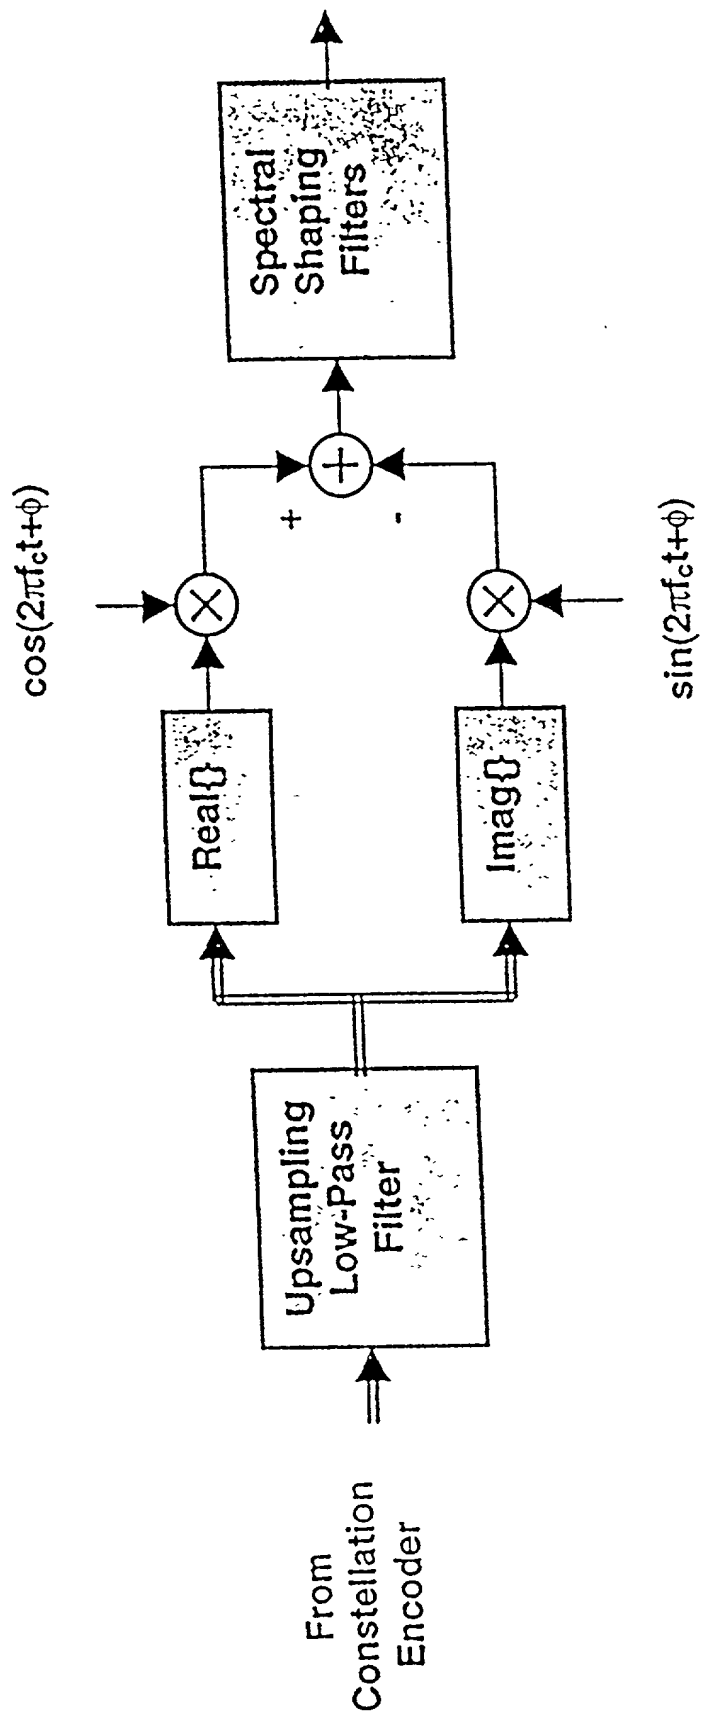 From
Constellation
Encoder
Upsampling
Low-Pass
Filter
Real{}
Imag{}
cos(2πf_ct+ϕ)
sin(2πf_ct+ϕ)
+
-
Spectral
Shaping
Filters